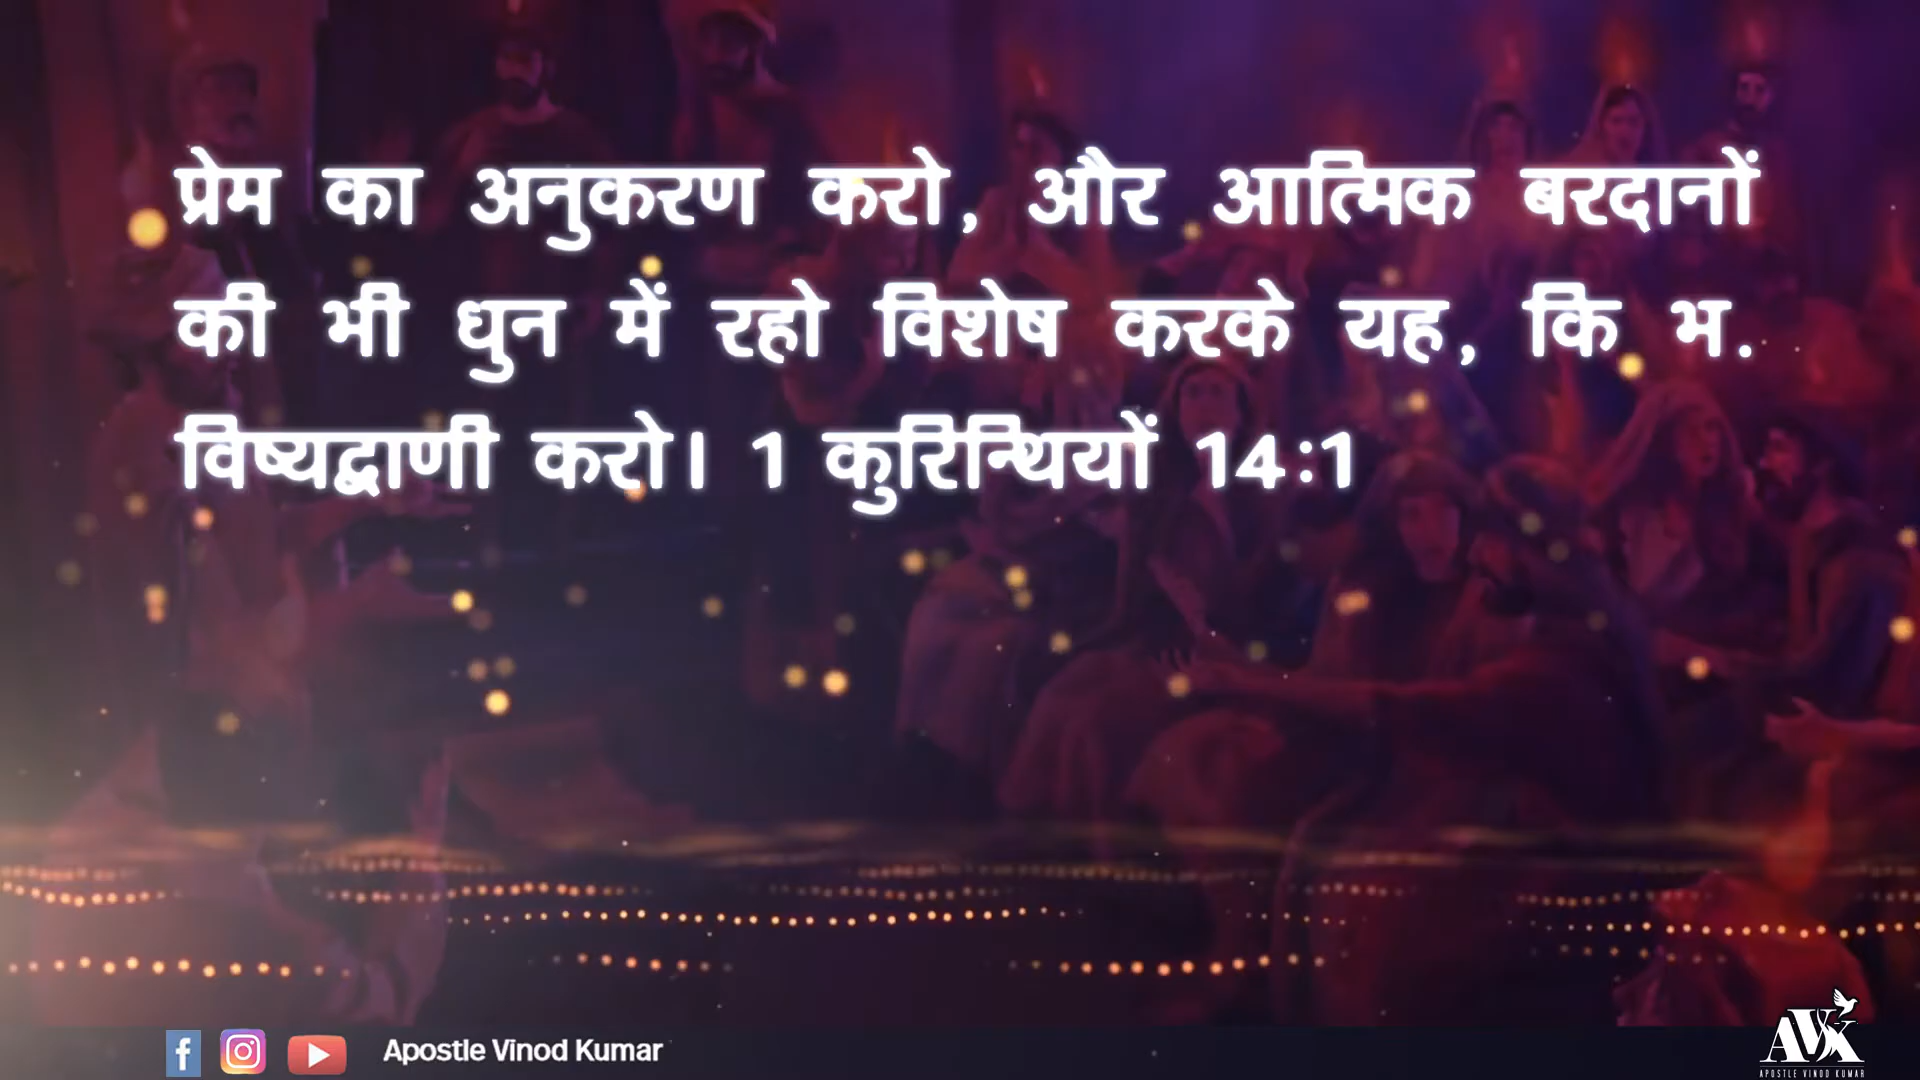 प्रेम का अनुकरण करो, और आत्मिक बरदानों
की भी धुन में रहो विशेष करके यह, कि भ.
विष्यद्वाणी करो। 1 कुरिन्थियों 14:1
Apostle Vinod Kumar
AVK
APOSTLE VINOD KUMAR